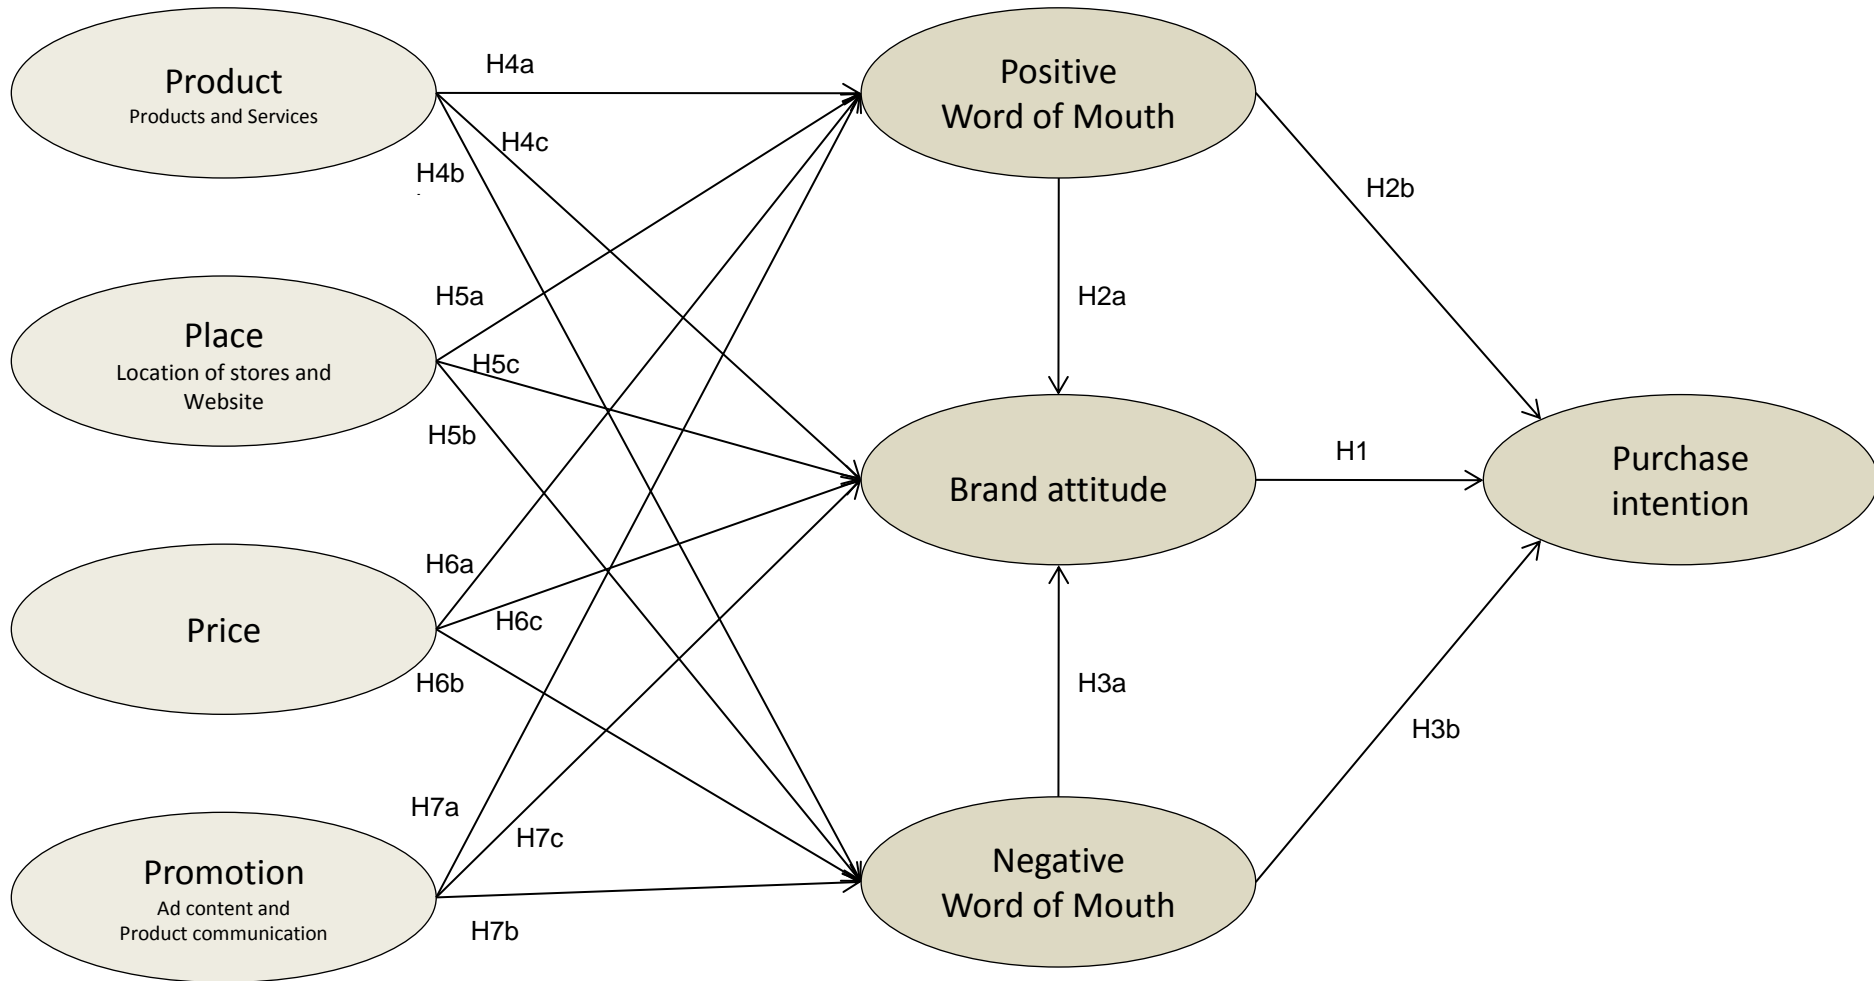 Product
Products and Services
Place
Location of stores and
Website
Price
Promotion
Ad content and
Product communication
H4a
H4c
H4b
H5a
H5c
H5b
H6a
H6c
H6b
H7a
H7c
H7b
Positive
Word of Mouth
H2a
Brand attitude
H3a
Negative
Word of Mouth
H2b
H1
H3b
Purchase
intention